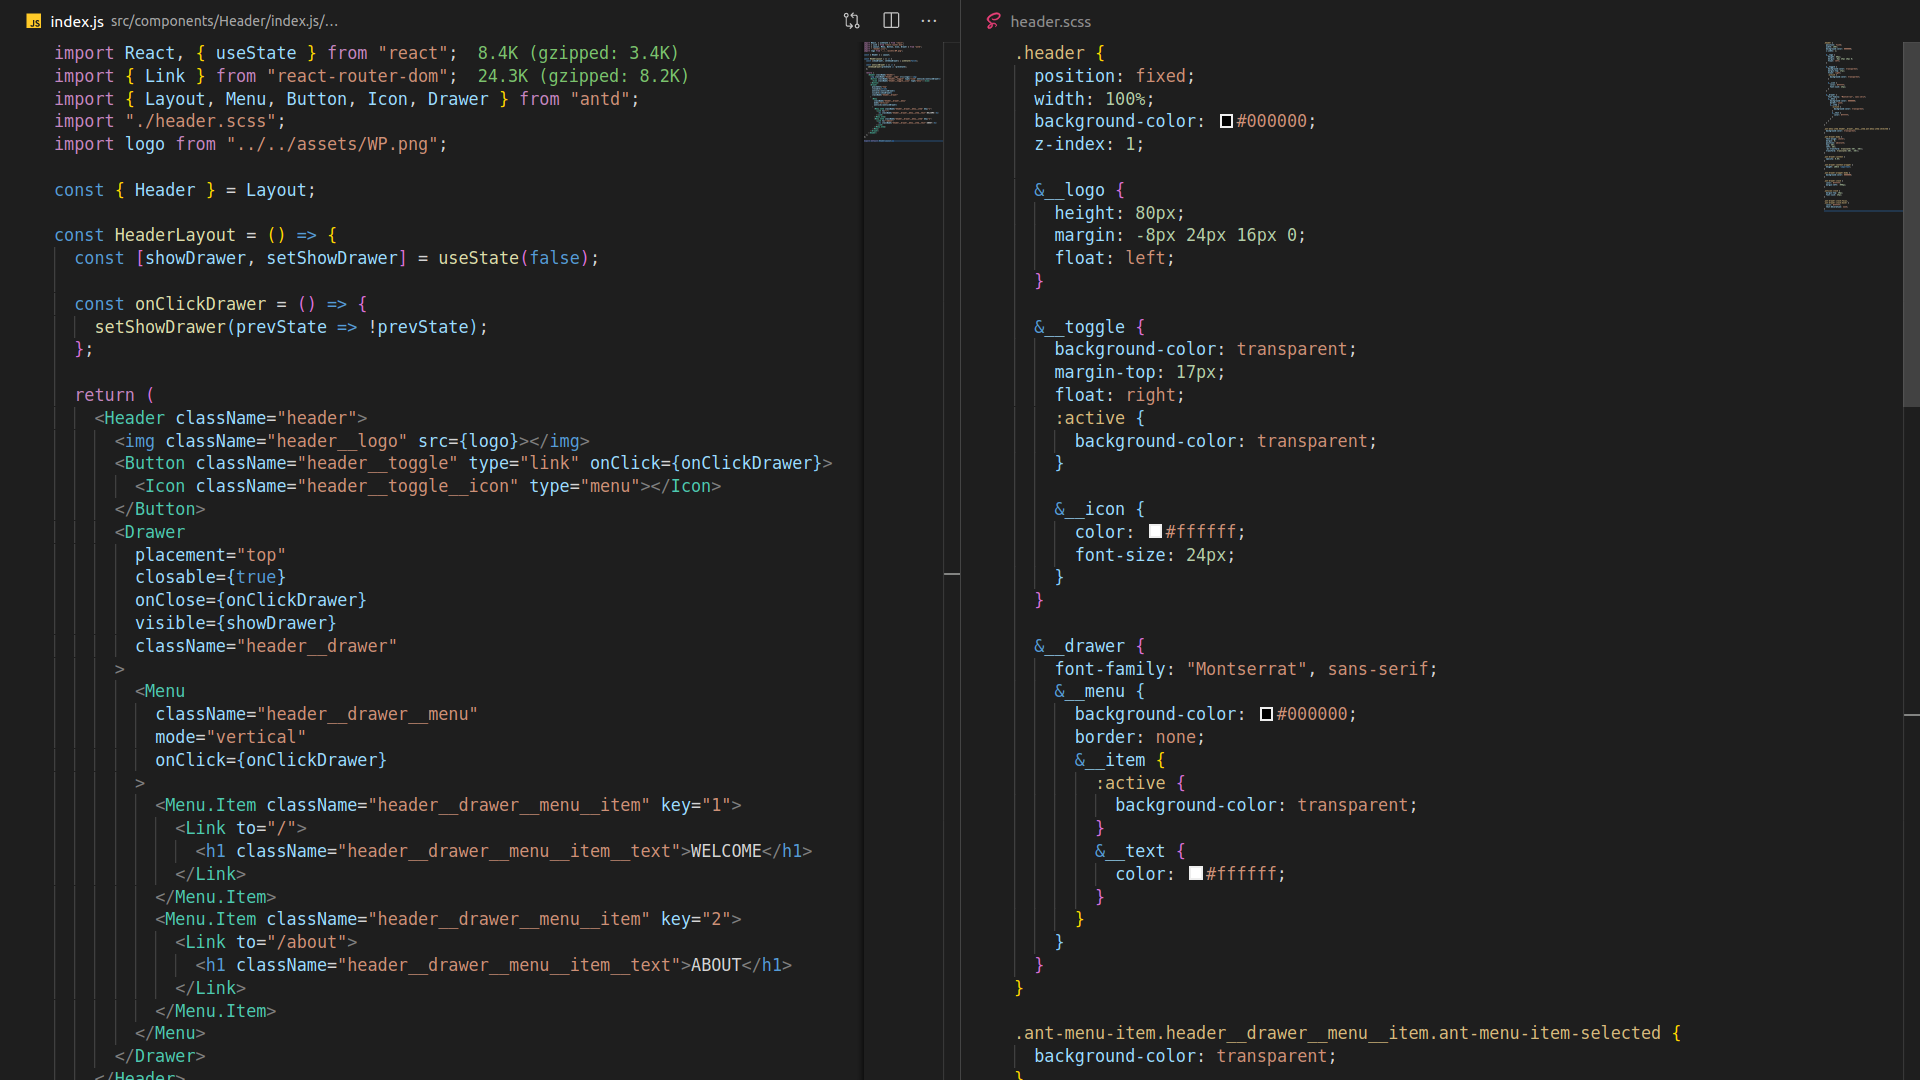 index.js src/components/Header/index.js/...
import React, { useState } from "react"; 8.4K (gzipped: 3.4K)
import { Link } from "react-router-dom"; 24.3K (gzipped: 8.2K)
import { Layout, Menu, Button, Icon, Drawer } from "antd";
import "./header.scss";
import logo from "../../assets/WP.png";

const { Header } = Layout;

const HeaderLayout = () => {
  const [showDrawer, setShowDrawer] = useState(false);

  const onClickDrawer = () => {
    setShowDrawer(prevState => !prevState);
  };

  return (
    <Header className="header">
      <img className="header__logo" src={logo}></img>
      <Button className="header__toggle" type="link" onClick={onClickDrawer}>
        <Icon className="header__toggle__icon" type="menu"></Icon>
      </Button>
      <Drawer
        placement="top"
        closable={true}
        onClose={onClickDrawer}
        visible={showDrawer}
        className="header__drawer"
      >
        <Menu
          className="header__drawer__menu"
          mode="vertical"
          onClick={onClickDrawer}
        >
          <Menu.Item className="header__drawer__menu__item" key="1">
            <Link to="/">
              <h1 className="header__drawer__menu__item__text">WELCOME</h1>
            </Link>
          </Menu.Item>
          <Menu.Item className="header__drawer__menu__item" key="2">
            <Link to="/about">
              <h1 className="header__drawer__menu__item__text">ABOUT</h1>
            </Link>
          </Menu.Item>
        </Menu>
      </Drawer>
    </Header>
header.scss
.header {
  position: fixed;
  width: 100%;
  background-color: #000000;
  z-index: 1;

  &__logo {
    height: 80px;
    margin: -8px 24px 16px 0;
    float: left;
  }

  &__toggle {
    background-color: transparent;
    margin-top: 17px;
    float: right;
    :active {
      background-color: transparent;
    }

    &__icon {
      color: #ffffff;
      font-size: 24px;
    }
  }

  &__drawer {
    font-family: "Montserrat", sans-serif;
    &__menu {
      background-color: #000000;
      border: none;
      &__item {
        :active {
          background-color: transparent;
        }
        &__text {
          color: #ffffff;
        }
      }
    }
  }
}

.ant-menu-item.header__drawer__menu__item.ant-menu-item-selected {
  background-color: transparent;
}